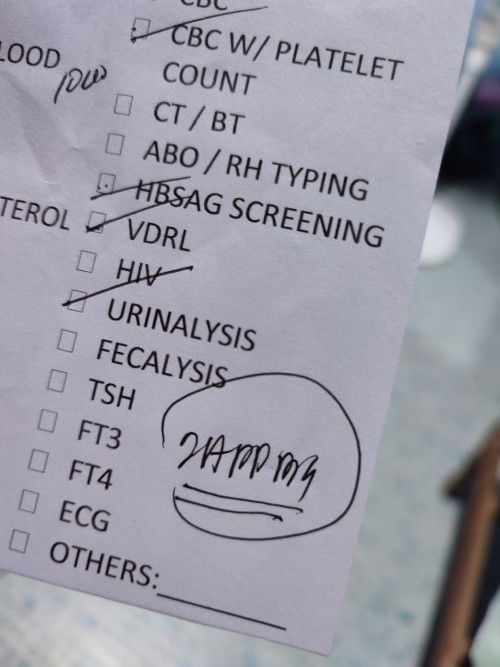 CBC
CBC W/ PLATELET
COUNT
LOOD
CT / BT
ABO / RH TYPING
HBSAG SCREENING
TEROL
VDRL
HIV
URINALYSIS
FECALYSIS
TSH
FT3
FT4
ECG
OTHERS: